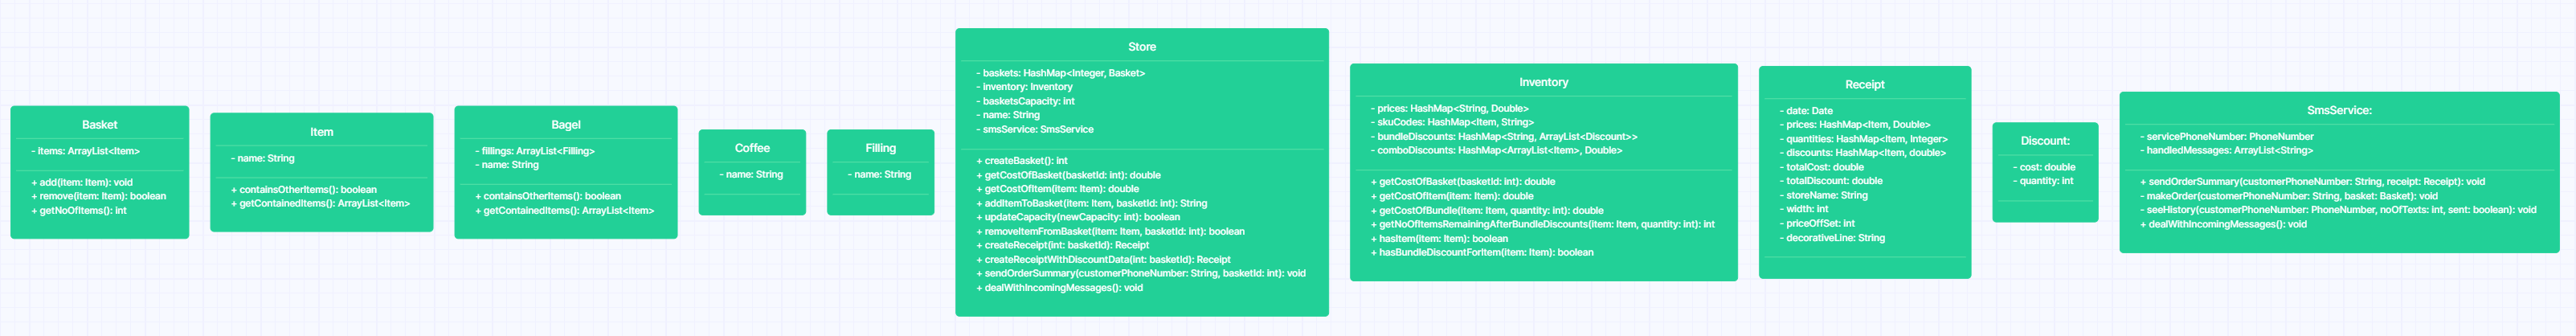 Basket
- items: ArrayList<Item>
+ add(item: Item): void
+ remove(item: Item): boolean
+ getNoOfItems(): int
Item
- name: String
+ containsOtherItems(): boolean
+ getContainedItems(): ArrayList<Item>
Bagel
- fillings: ArrayList<Filling>
- name: String
+ containsOtherItems(): boolean
+ getContainedItems(): ArrayList<Item>
Coffee
- name: String
Filling
- name: String
Store
- baskets: HashMap<Integer, Basket>
- inventory: Inventory
- basketsCapacity: int
- name: String
- smsService: SmsService
+ createBasket(): int
+ getCostOfBasket(basketId: int): double
+ getCostOfItem(item: Item): double
+ addItemToBasket(item: Item, basketId: int): String
+ updateCapacity(newCapacity: int): boolean
+ removeItemFromBasket(item: Item, basketId: int): boolean
+ createReceipt(int: basketId): Receipt
+ createReceiptWithDiscountData(int: basketId): Receipt
+ sendOrderSummary(customerPhoneNumber: String, basketId: int): void
+ dealWithIncomingMessages(): void
Inventory
- prices: HashMap<String, Double>
- skuCodes: HashMap<Item, String>
- bundleDiscounts: HashMap<String, ArrayList<Discount>>
- comboDiscounts: HashMap<ArrayList<Item>, Double>
+ getCostOfBasket(basketId: int): double
+ getCostOfItem(item: Item): double
+ getCostOfBundle(item: Item, quantity: int): double
+ getNoOfItemsRemainingAfterBundleDiscounts(item: Item, quantity: int): int
+ hasItem(item: Item): boolean
+ hasBundleDiscountForItem(item: Item): boolean
Receipt
- date: Date
- prices: HashMap<Item, Double>
- quantities: HashMap<Item, Integer>
- discounts: HashMap<Item, double>
- totalCost: double
- totalDiscount: double
- storeName: String
- width: int
- priceOffSet: int
- decorativeLine: String
Discount:
- cost: double
- quantity: int
SmsService:
- servicePhoneNumber: PhoneNumber
- handledMessages: ArrayList<String>
+ sendOrderSummary(customerPhoneNumber: String, receipt: Receipt): void
- makeOrder(customerPhoneNumber: String, basket: Basket): void
- seeHistory(customerPhoneNumber: PhoneNumber, noOfTexts: int, sent: boolean): void
+ dealWithIncomingMessages(): void